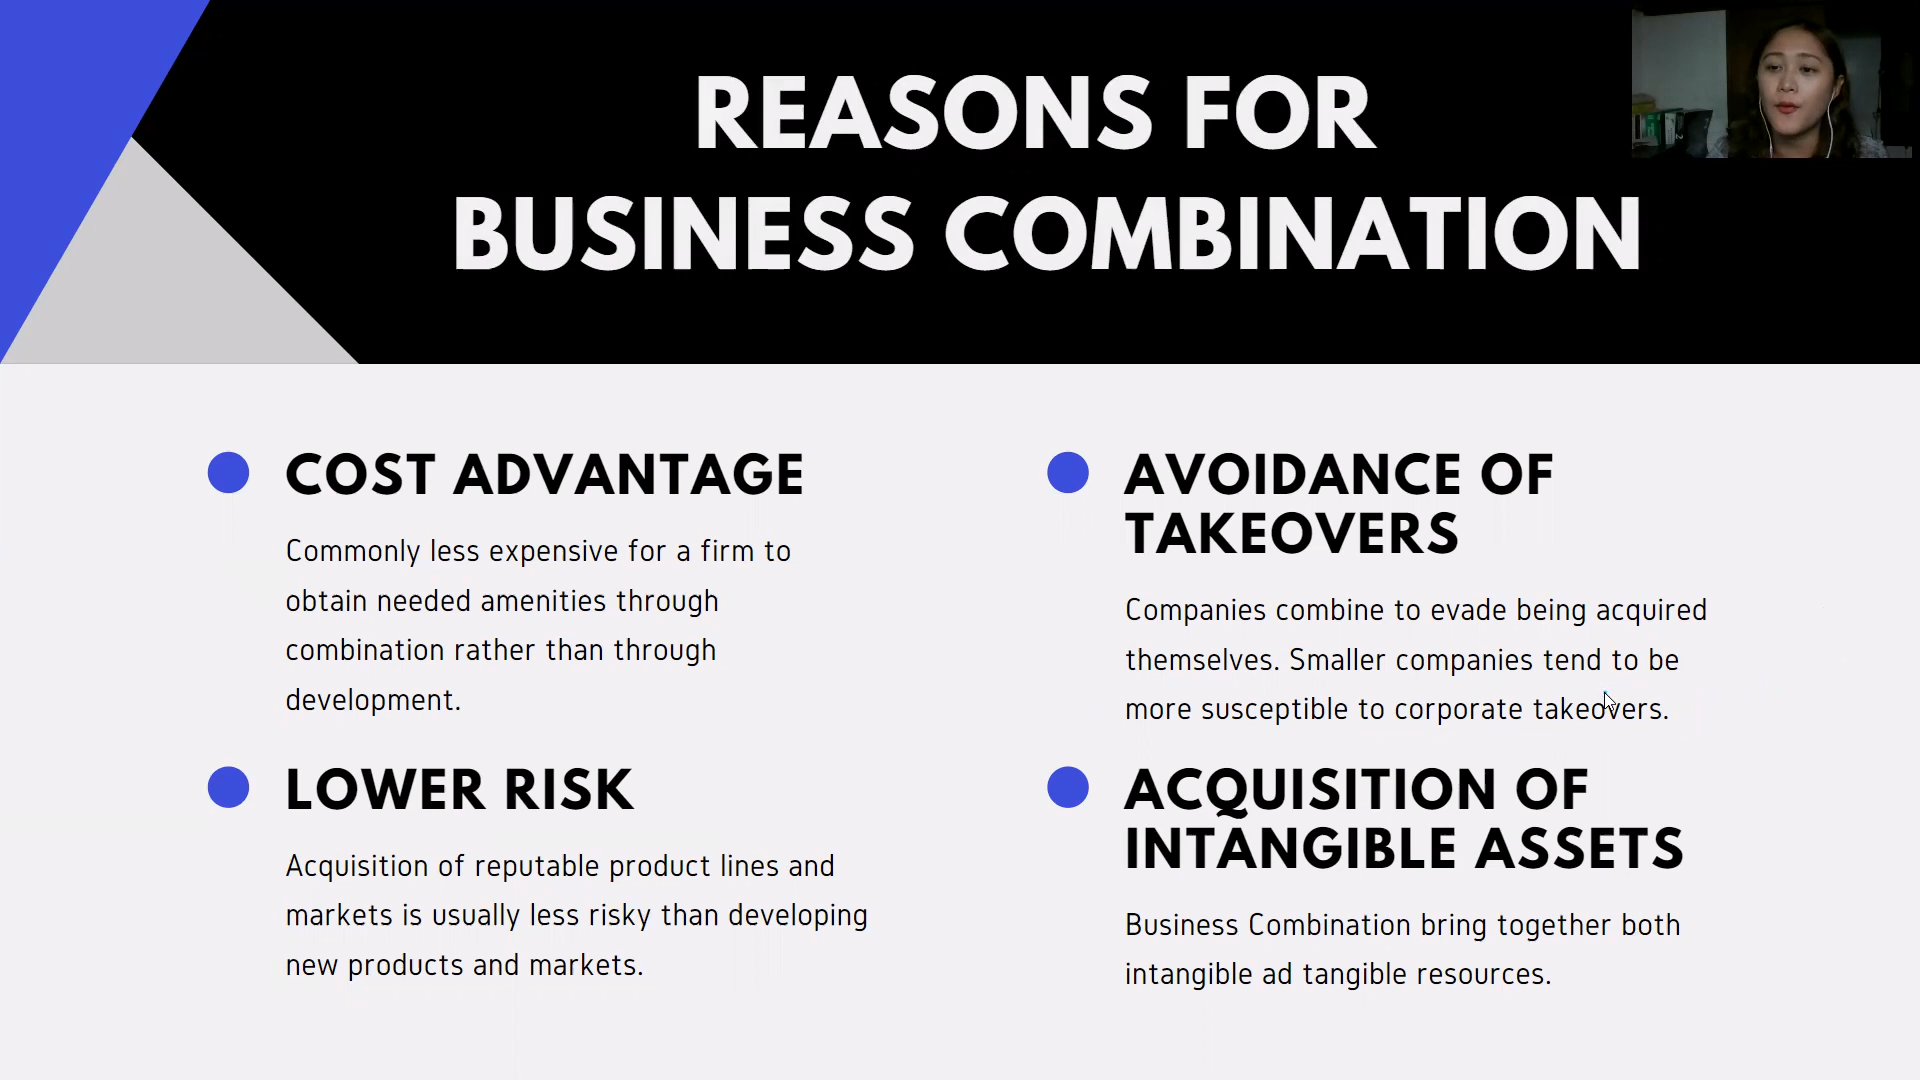 REASONS FOR
BUSINESS COMBINATION
COST ADVANTAGE
Commonly less expensive for a firm to
obtain needed amenities through
combination rather than through
development.
LOWER RISK
Acquisition of reputable product lines and
markets is usually less risky than developing
new products and markets.
AVOIDANCE OF
TAKEOVERS
Companies combine to evade being acquired
themselves. Smaller companies tend to be
more susceptible to corporate takeovers.
ACQUISITION OF
INTANGIBLE ASSETS
Business Combination bring together both
intangible ad tangible resources.